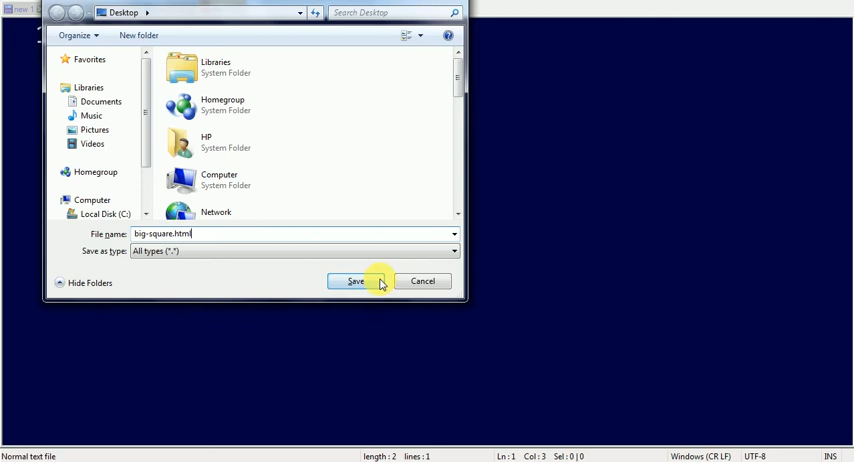 new 1
Desktop
Search Desktop
Organize
New folder
Favorites
Libraries
Documents
Music
Pictures
Videos
Homegroup
Computer
Local Disk (C:)
Libraries
System Folder
Homegroup
System Folder
HP
System Folder
Computer
System Folder
Network
File name: big-square.html
Save as type: All types (*.*)
Hide Folders
Save
Cancel
Normal text file length : 2 lines : 1 Ln : 1 Col : 3 Sel : 0 | 0 Windows (CR LF) UTF-8 INS